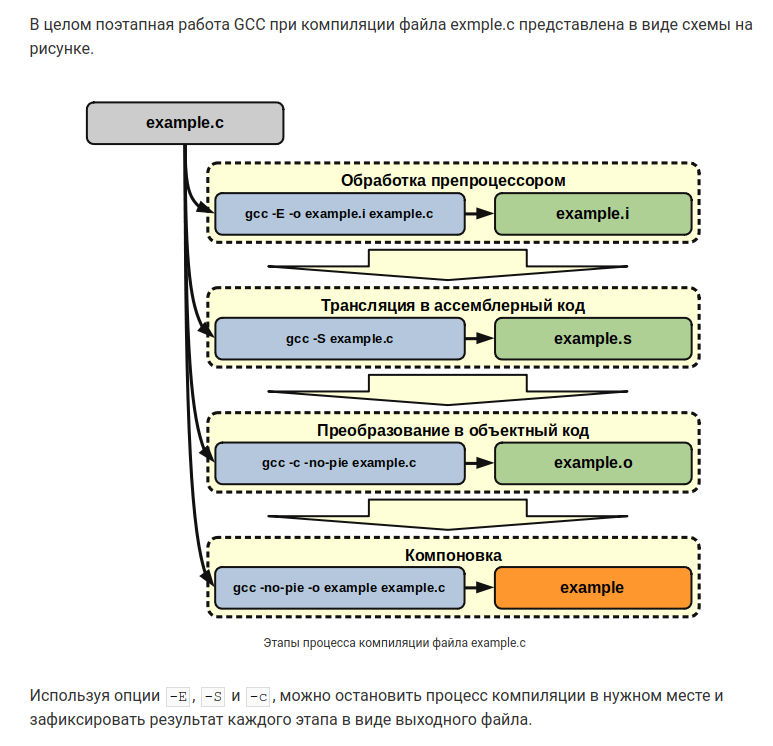 В целом поэтапная работа GCC при компиляции файла exmple.c представлена в виде схемы на
рисунке.
example.c
Обработка препроцессором
gcc -E -o example.i example.c
example.i
Трансляция в ассемблерный код
gcc -S example.c
example.s
Преобразование в объектный код
gcc -c -no-pie example.c
example.o
Компоновка
gcc -no-pie -o example example.c
example
Этапы процесса компиляции файла example.c
Используя опции -E, -S и -c, можно остановить процесс компиляции в нужном месте и
зафиксировать результат каждого этапа в виде выходного файла.